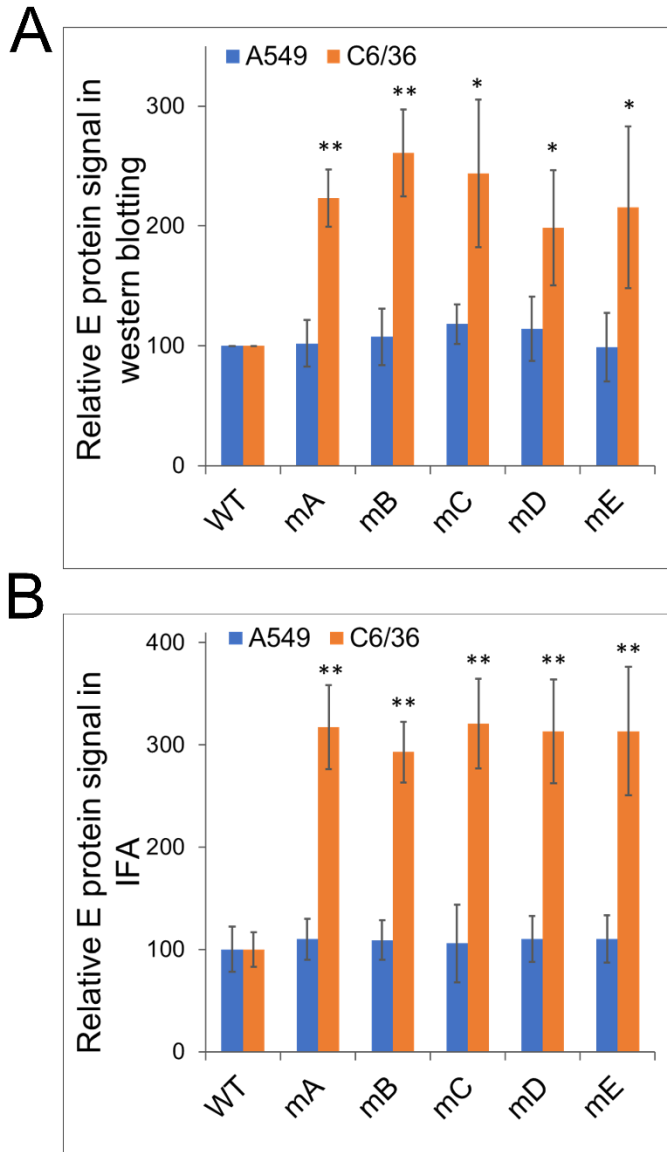 A
A549 C6/36
Relative E protein signal in
western blotting
300
200
100
0
** ** * * *
WT mA mB mC mD mE
B
A549 C6/36
Relative E protein signal in
IFA
400
300
200
100
0
** ** ** ** **
WT mA mB mC mD mE